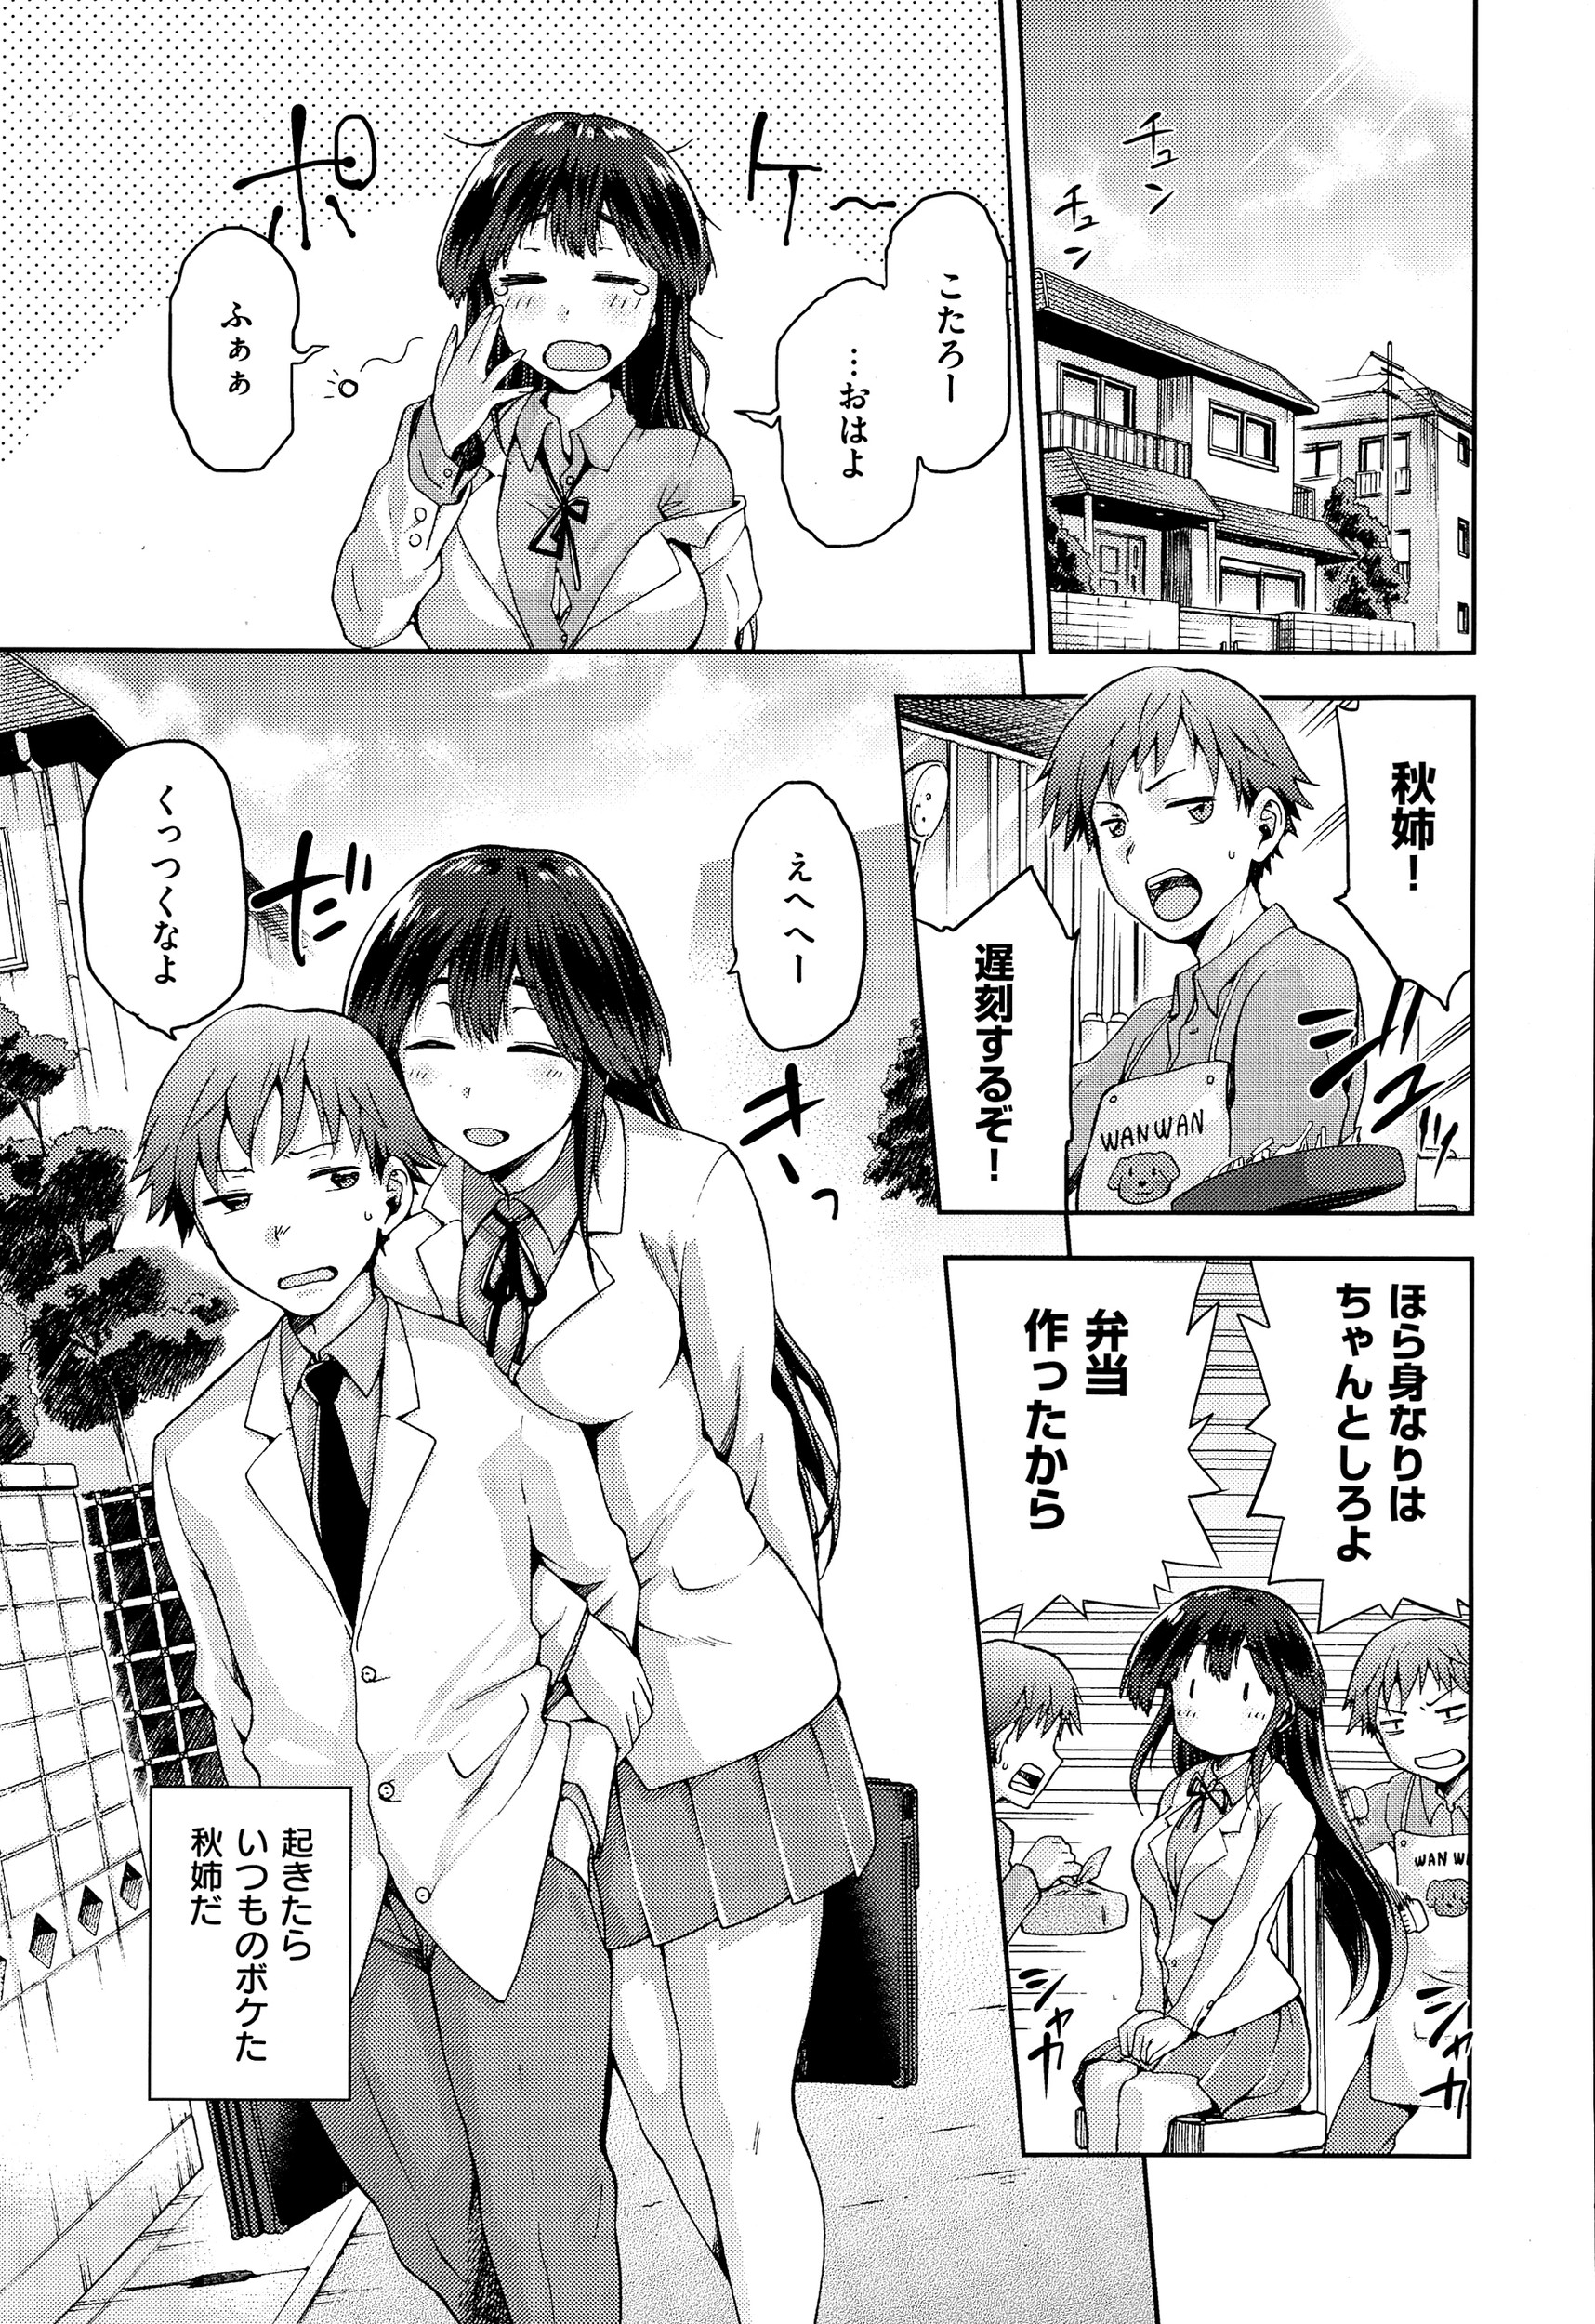 チュン
チュン
ポケ〜
こたろー
…おはよ
ふぁぁ
秋姉！
遅刻するぞ！
ジュッ
WANWAN
ほら身なりは
ちゃんとしろよ
弁当
作ったから
WAN W
シャカ
シャカ
えへへー
だきっ
くっつくなよ
起きたら
いつものボケた
秋姉だ